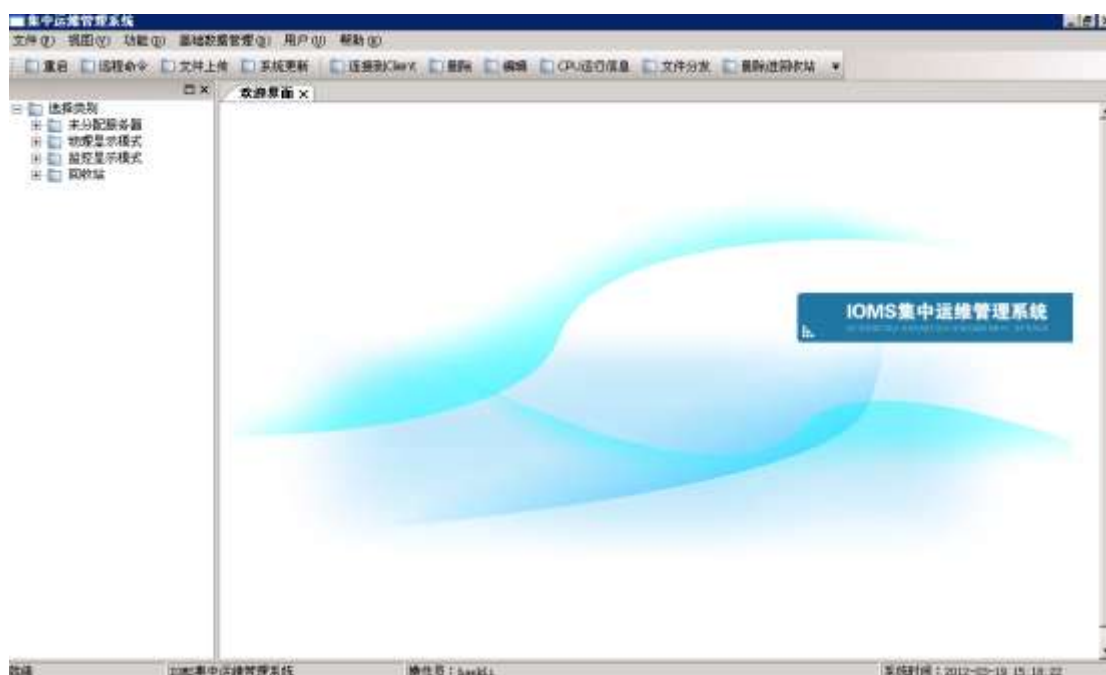 集中运维管理系统
文件(F) 视图(V) 功能(D) 基础数据管理(Q) 用户(U) 帮助(H)
重启 远程命令 文件上传 系统更新 连接到Client 删除 编辑 CPU运行信息 文件分发 删除进回收站
欢迎界面
选择类别
未分配服务器
物理显示模式
监控显示模式
回收站
IOMS集中运维管理系统
就绪 IOMS集中运维管理系统 操作员: 系统时间:2012-03-19 15:18:22